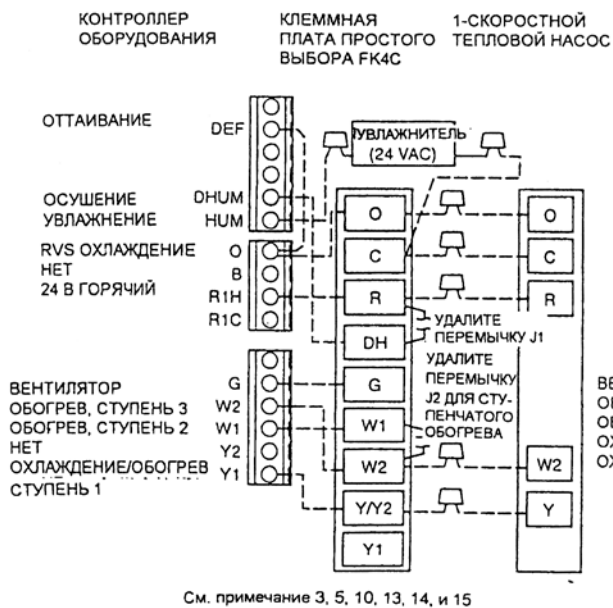 КОНТРОЛЛЕР
ОБОРУДОВАНИЯ
КЛЕММНАЯ
ПЛАТА ПРОСТОГО
ВЫБОРА FK4C
1-СКОРОСТНОЙ
ТЕПЛОВОЙ НАСОС
ОТТАИВАНИЕ
DEF
УВЛАЖНИТЕЛЬ
(24 VAC)
ОСУШЕНИЕ
DHUM
УВЛАЖНЕНИЕ
HUM
RVS ОХЛАЖДЕНИЕ
O
НЕТ
B
24 В ГОРЯЧИЙ
R1H
R1C
O
C
R
DH
G
W1
W2
Y/Y2
Y1
O
C
R
W2
Y
УДАЛИТЕ
ПЕРЕМЫЧКУ J1
УДАЛИТЕ
ПЕРЕМЫЧКУ
J2 ДЛЯ СТУ-
ПЕНЧАТОГО
ОБОГРЕВА
ВЕНТИЛЯТОР
G
ОБОГРЕВ, СТУПЕНЬ 3
W2
ОБОГРЕВ, СТУПЕНЬ 2
W1
НЕТ
Y2
ОХЛАЖДЕНИЕ/ОБОГРЕВ
Y1
СТУПЕНЬ 1
См. примечание 3, 5, 10, 13, 14, и 15